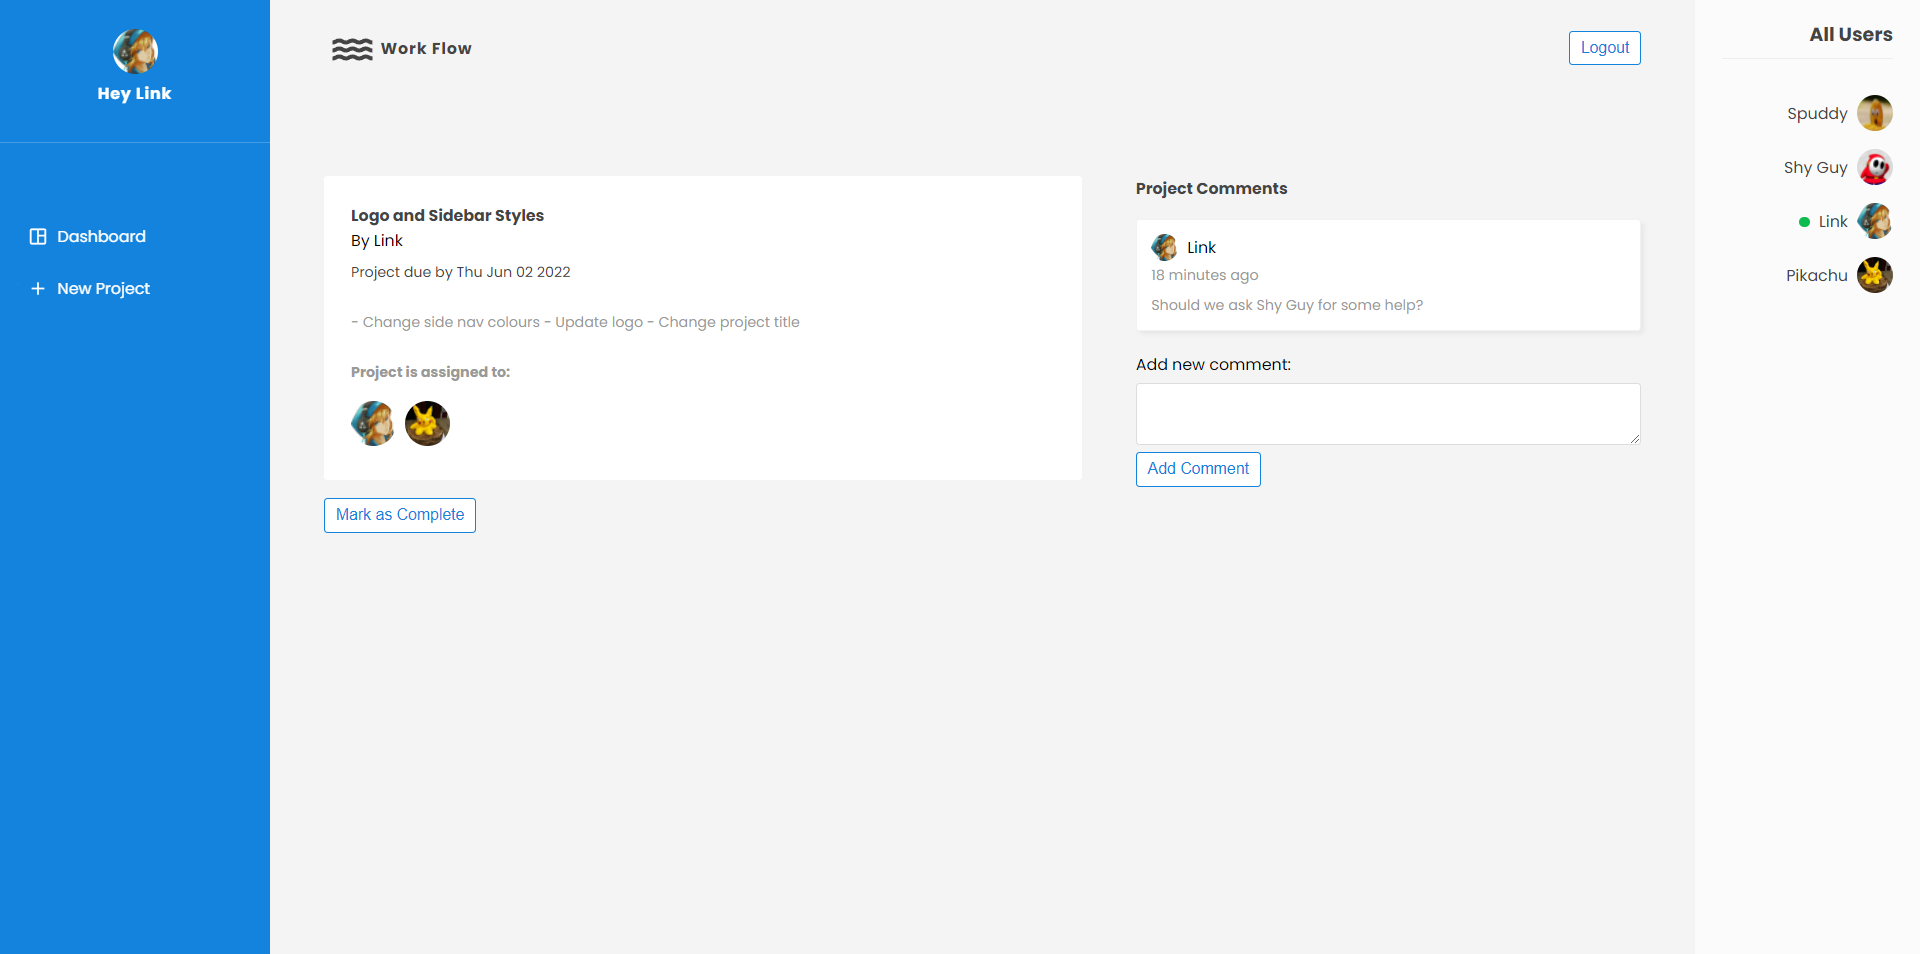 Hey Link
Dashboard
New Project
Work Flow
Logout
Logo and Sidebar Styles
By Link
Project due by Thu Jun 02 2022
- Change side nav colours - Update logo - Change project title
Project is assigned to:
Mark as Complete
Project Comments
Link
18 minutes ago
Should we ask Shy Guy for some help?
Add new comment:
Add Comment
All Users
Spuddy
Shy Guy
Link
Pikachu